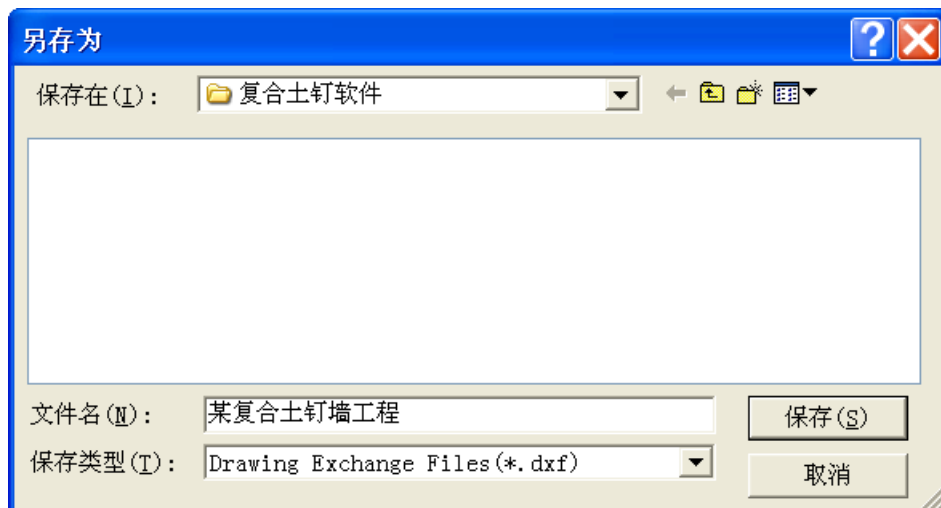 另存为
保存在(I): 复合土钉软件
文件名(N): 某复合土钉墙工程 保存(S)
保存类型(T): Drawing Exchange Files(*.dxf) 取消